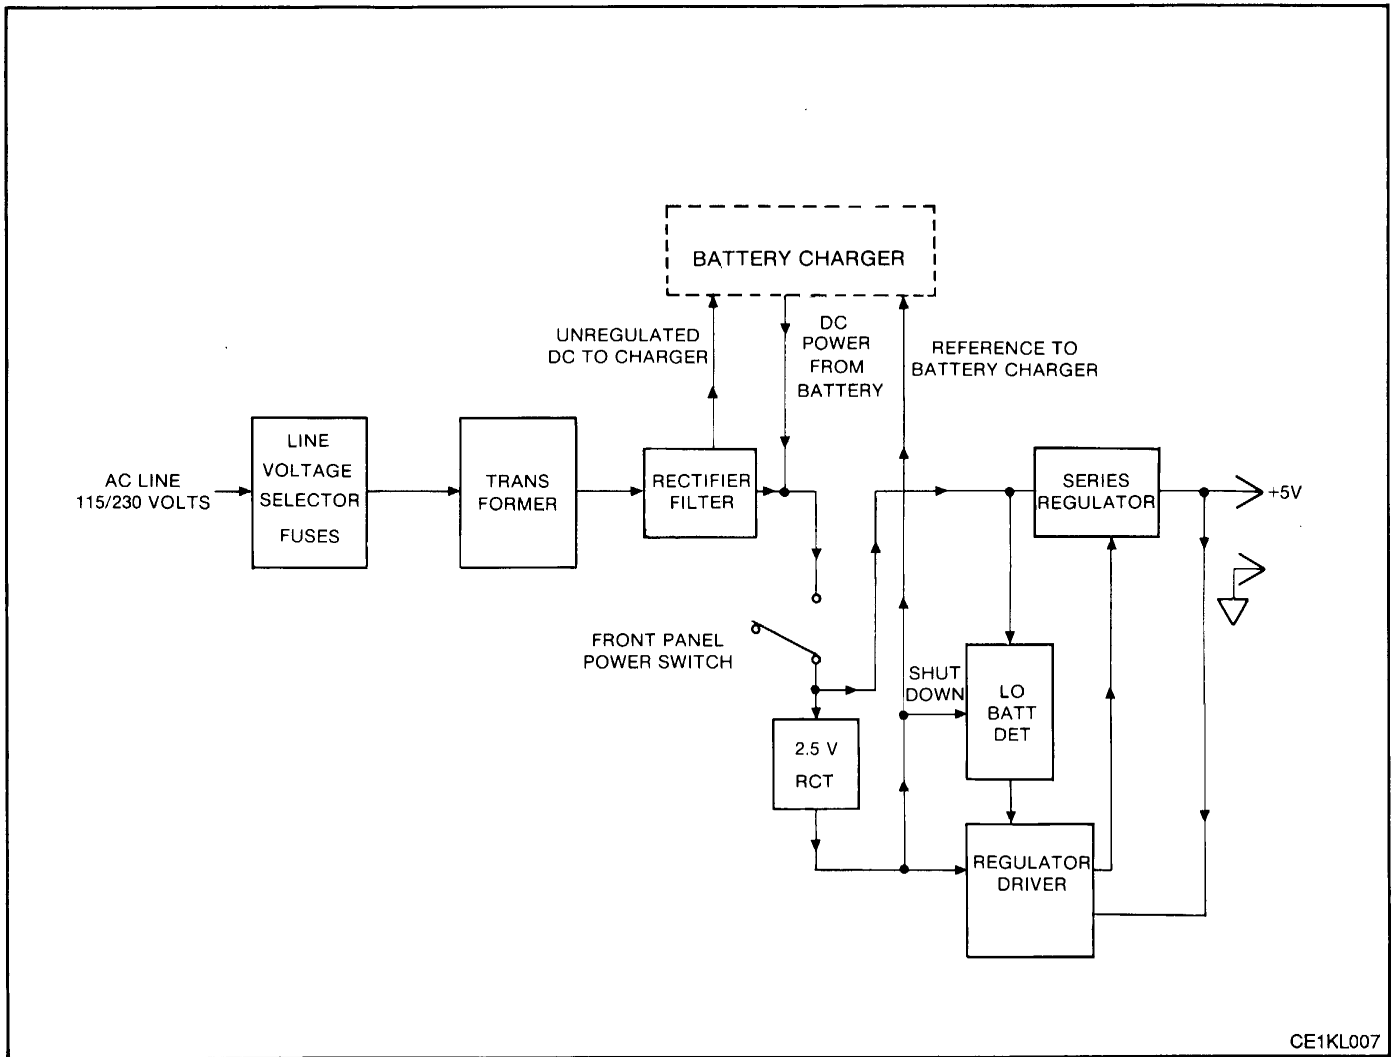 BATTERY CHARGER
UNREGULATED
DC TO CHARGER
DC
POWER
FROM
BATTERY
REFERENCE TO
BATTERY CHARGER
AC LINE
115/230 VOLTS
LINE
VOLTAGE
SELECTOR
FUSES
TRANS
FORMER
RECTIFIER
FILTER
SERIES
REGULATOR
+5V
FRONT PANEL
POWER SWITCH
SHUT
DOWN
LO
BATT
DET
2.5 V
RCT
REGULATOR
DRIVER
CE1KL007